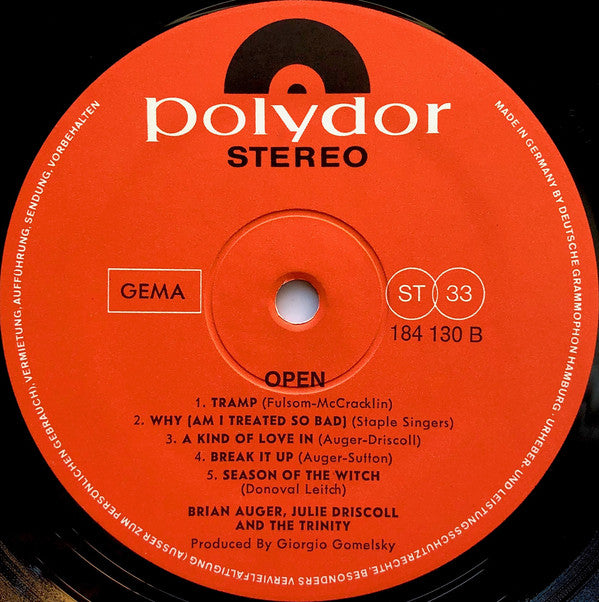 polydor
STEREO
GEMA
ST 33
184 130 B
OPEN
1. TRAMP (Fulsom-McCracklin)
2. WHY (AM I TREATED SO BAD) (Staple Singers)
3. A KIND OF LOVE IN (Auger-Driscoll)
4. BREAK IT UP (Auger-Sutton)
5. SEASON OF THE WITCH
(Donoval Leitch)
BRIAN AUGER, JULIE DRISCOLL
AND THE TRINITY
Produced By Giorgio Gomelsky
MADE IN GERMANY BY DEUTSCHE GRAMMOPHON HAMBURG. URHEBER- UND LEISTUNGSSCHUTZRECHTE, BESONDERS VERVIELFÄLTIGUNG (AUSSER ZUM PERSÖNLICHEN GEBRAUCH), VERMIETUNG, AUFFÜHRUNG, SENDUNG, VORBEHALTEN